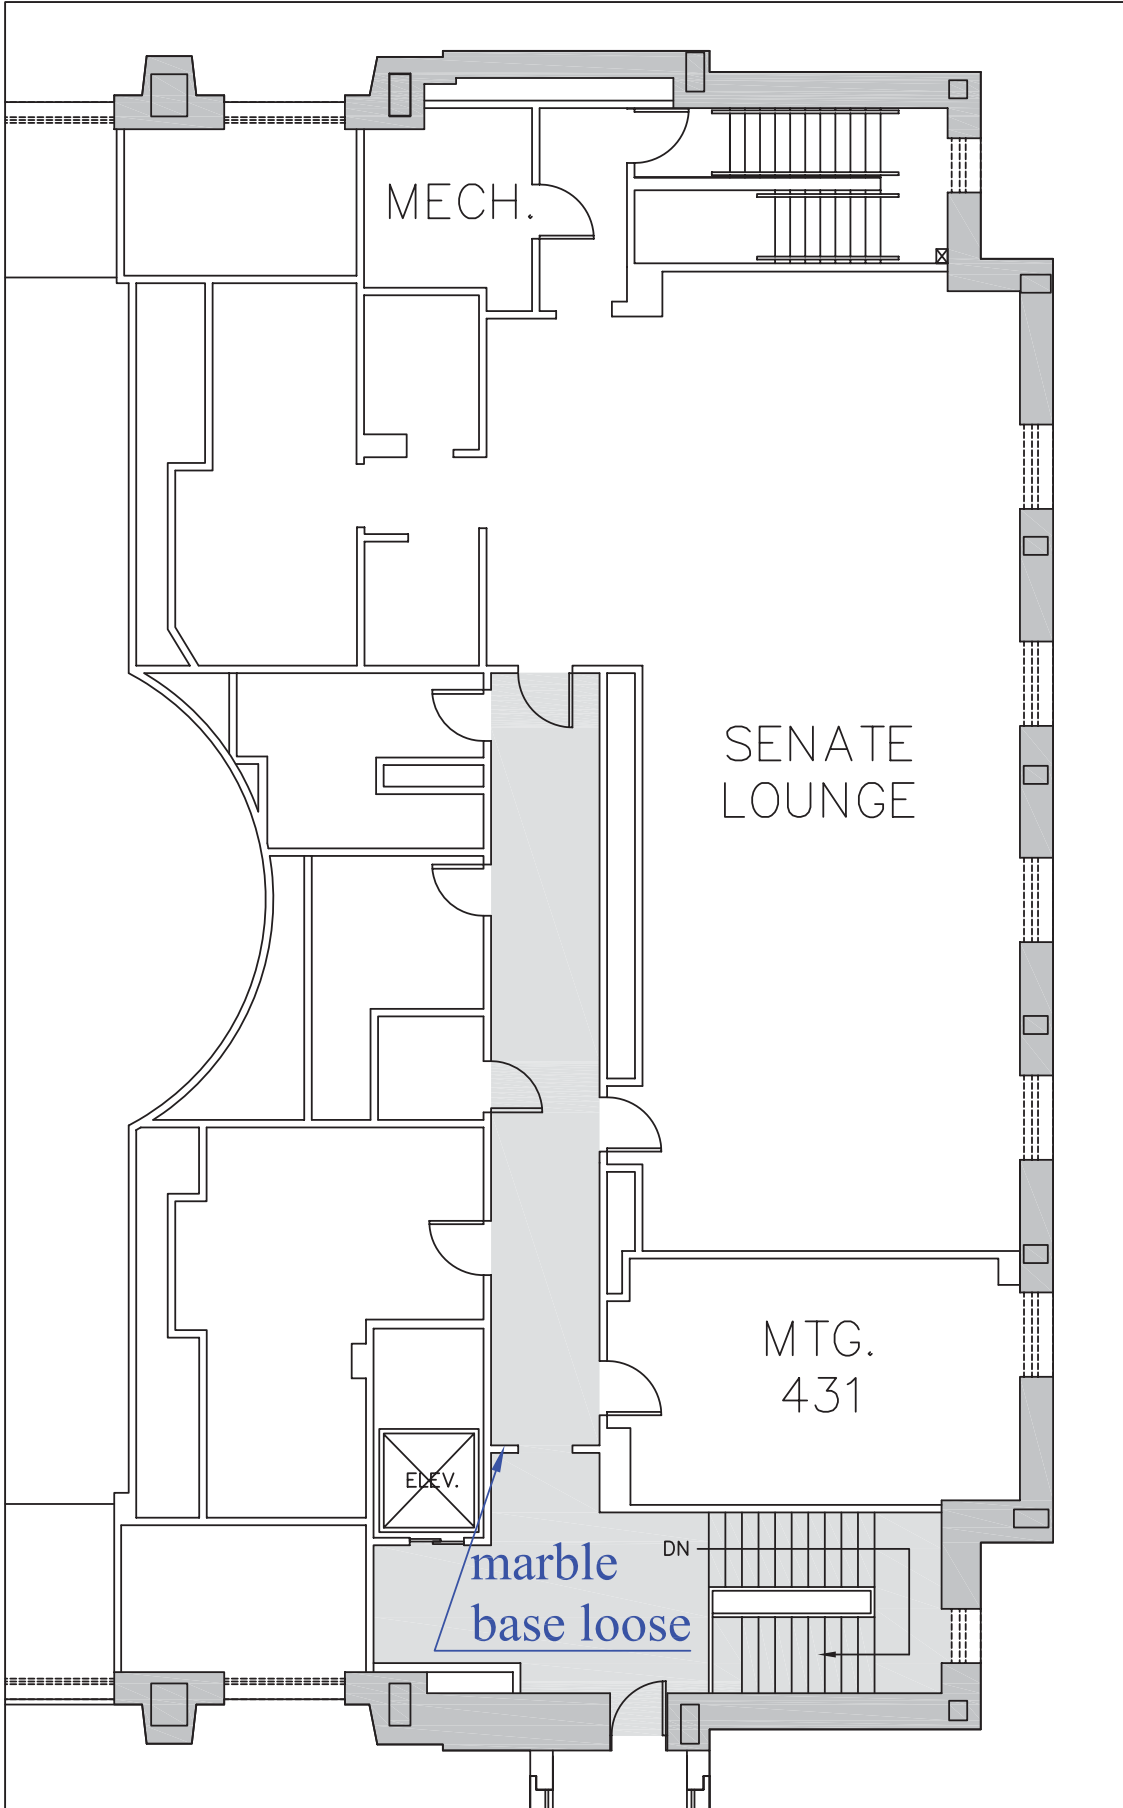 MECH.
SENATE
LOUNGE
MTG.
431
ELEV.
DN
marble
base loose